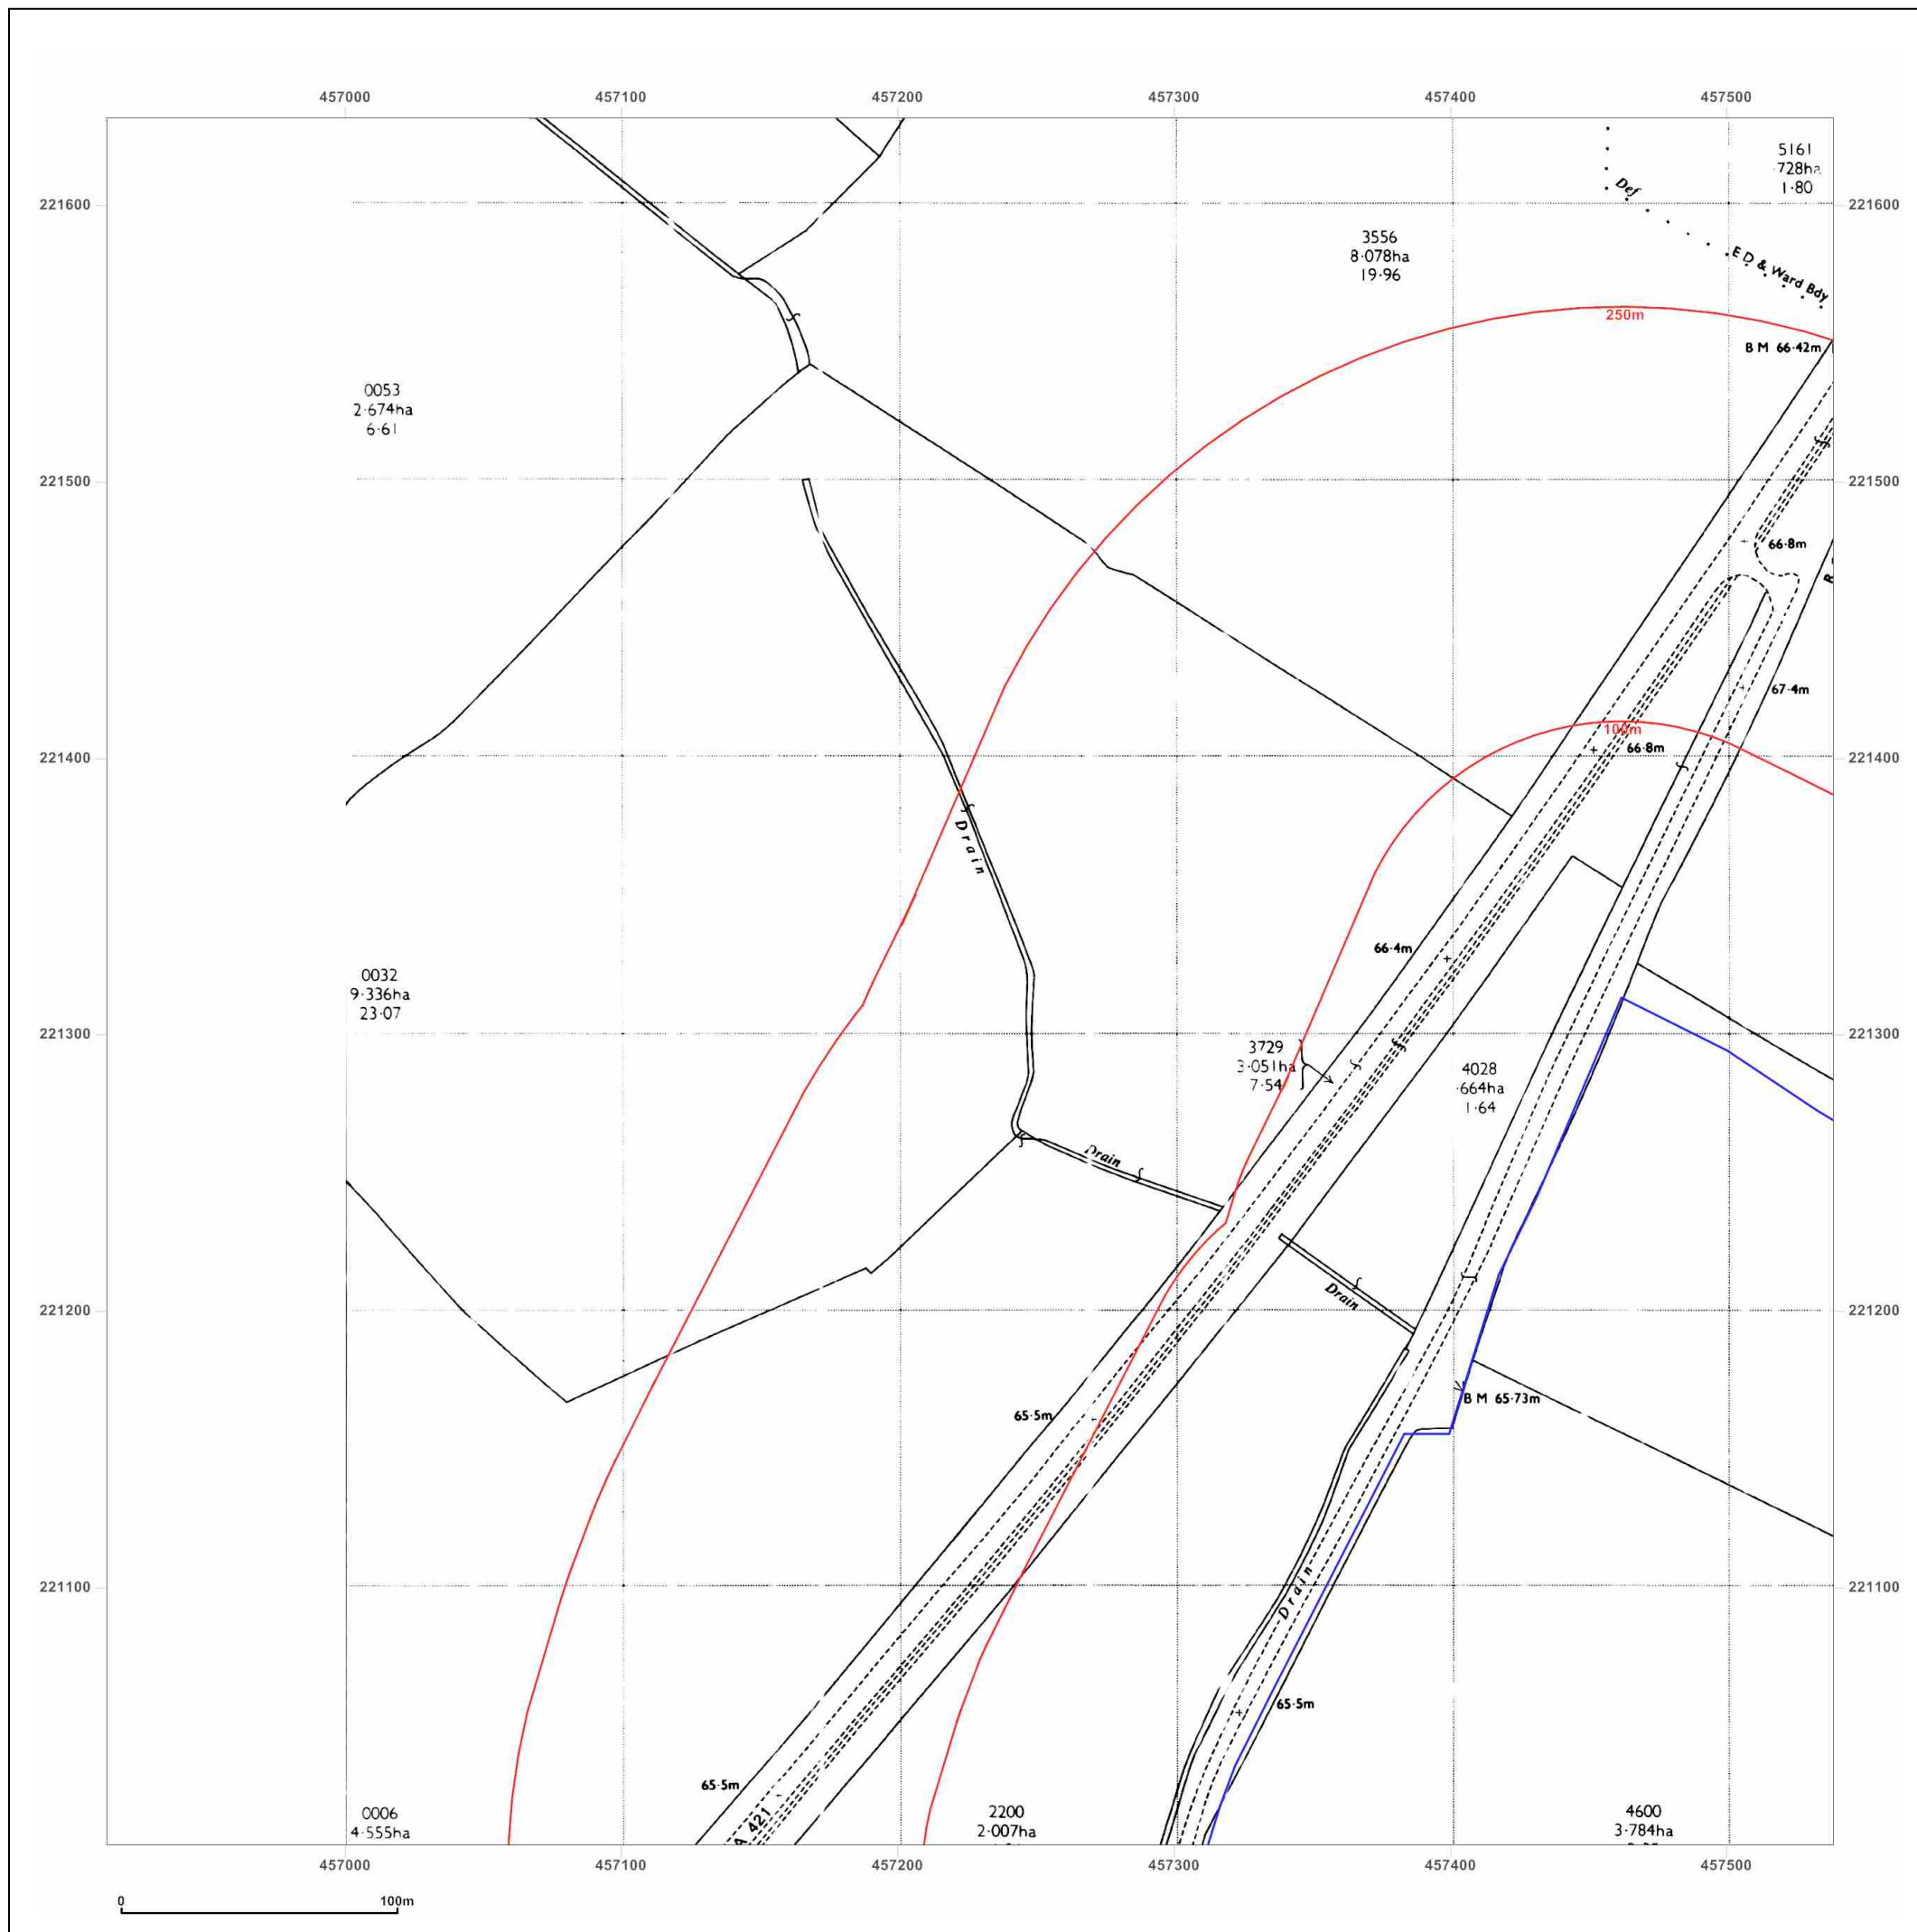 457000 457100 457200 457300 457400 457500
5161
·728ha
1·80
Def
221600 221600
3556
8·078ha
19·96
E D & Ward Bdy
250m
B M 66·42m
0053
2·674ha
6·61
221500 221500
66·8m
67·4m
100m
66·8m
221400 221400
Drain
66·4m
0032
9·336ha
23·07
221300 221300
3729
3·051ha
7·54
4028
·664ha
1·64
Drain
Drain
221200 221200
B M 65·73m
65·5m
221100 221100
Drain
65·5m
65·5m
A 421
0006
4·555ha
2200
2·007ha
4600
3·784ha
457000 457100 457200 457300 457400 457500
0 100m